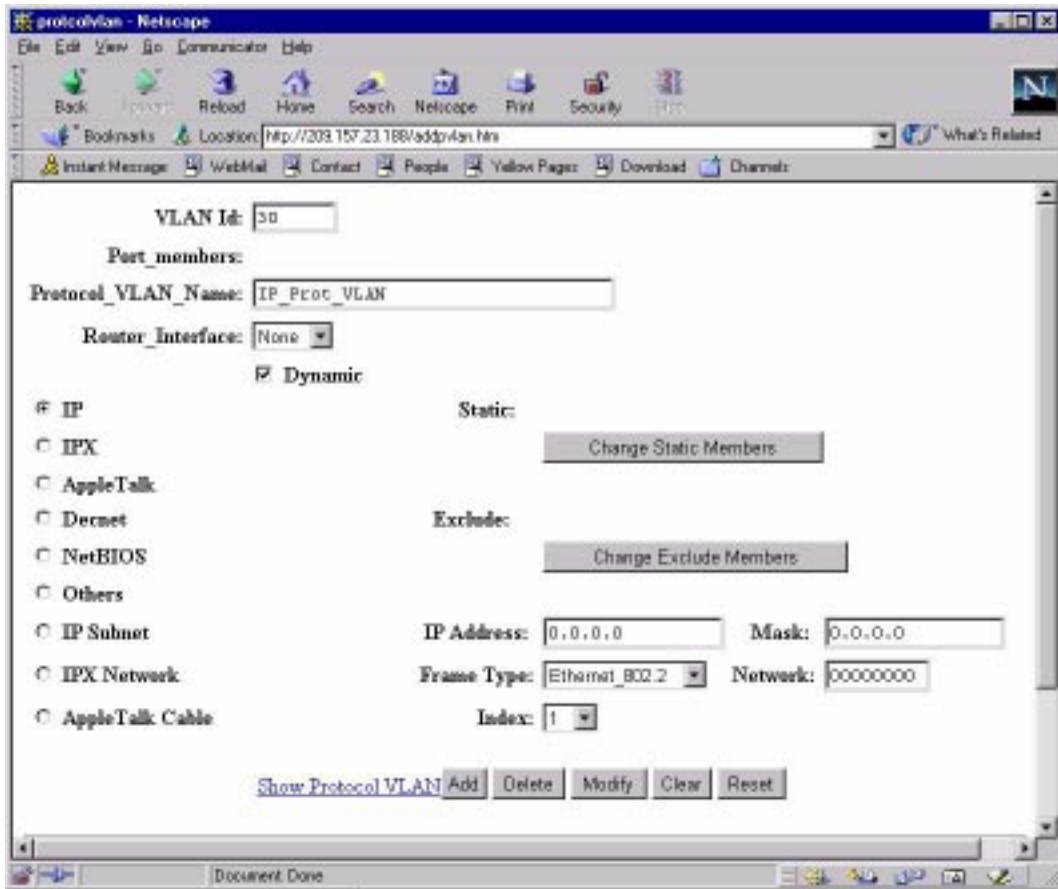 protcolvlan - Netscape
File Edit View Go Communicator Help
Back Forward Reload Home Search Netscape Print Security Stop
N
Bookmarks Location: http://209.157.23.188/addpvlan.htm What's Related
Instant Message WebMail Contact People Yellow Pages Download Channels
VLAN Id: 30
Port_members:
Protocol_VLAN_Name: IP_Prot_VLAN
Router_Interface: None
Dynamic
IP Static:
IPX Change Static Members
AppleTalk
Decnet Exclude:
NetBIOS Change Exclude Members
Others
IP Subnet IP Address: 0.0.0.0 Mask: 0.0.0.0
IPX Network Frame Type: Ethernet_802.2 Network: 00000000
AppleTalk Cable Index: 1
Show Protocol VLAN Add Delete Modify Clear Reset
Document Done